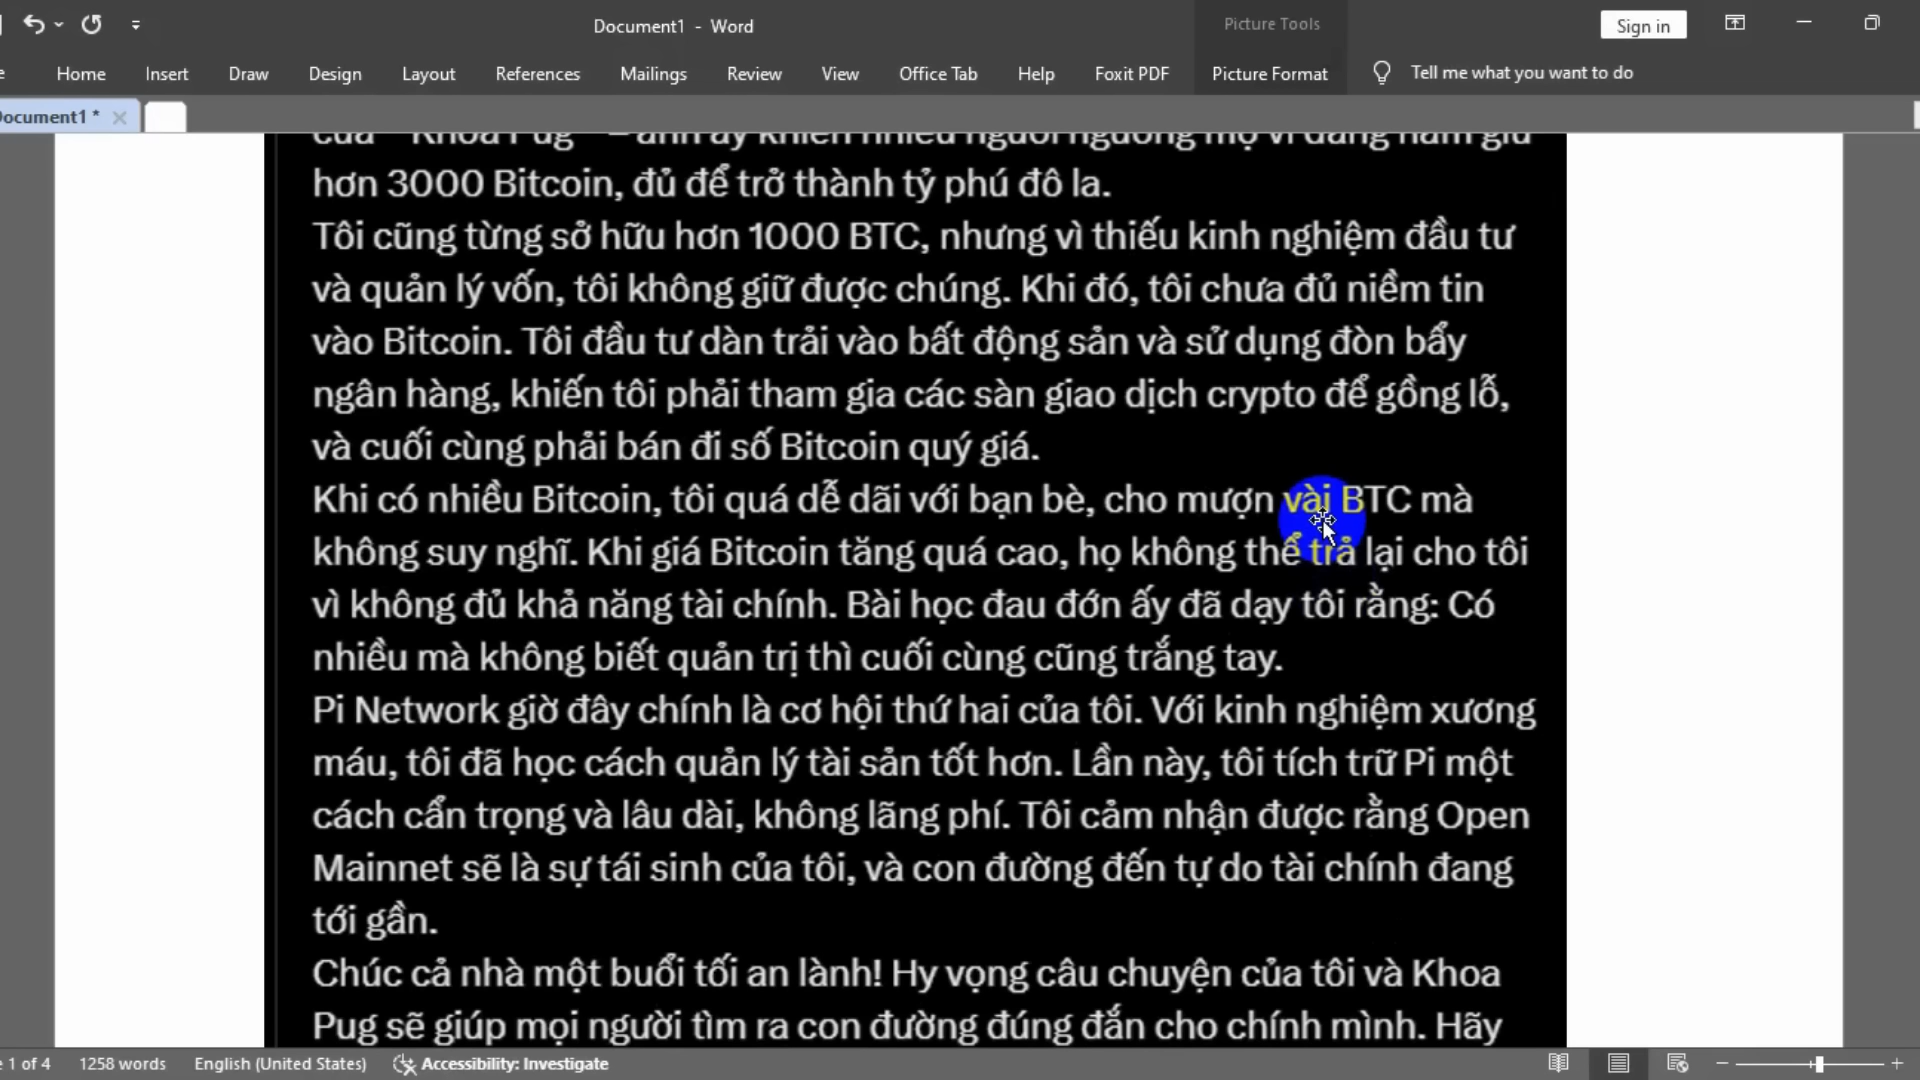 Document1 - Word
Picture Tools
Sign in
Home Insert Draw Design Layout References Mailings Review View Office Tab Help Foxit PDF Picture Format Tell me what you want to do
ocument1 *
của "Khoa Pug" – anh ấy khiến nhiều người ngưỡng mộ vì đang nắm giữ
hơn 3000 Bitcoin, đủ để trở thành tỷ phú đô la.
Tôi cũng từng sở hữu hơn 1000 BTC, nhưng vì thiếu kinh nghiệm đầu tư
và quản lý vốn, tôi không giữ được chúng. Khi đó, tôi chưa đủ niềm tin
vào Bitcoin. Tôi đầu tư dàn trải vào bất động sản và sử dụng đòn bẩy
ngân hàng, khiến tôi phải tham gia các sàn giao dịch crypto để gồng lỗ,
và cuối cùng phải bán đi số Bitcoin quý giá.
Khi có nhiều Bitcoin, tôi quá dễ dãi với bạn bè, cho mượn vài BTC mà
không suy nghĩ. Khi giá Bitcoin tăng quá cao, họ không thể trả lại cho tôi
vì không đủ khả năng tài chính. Bài học đau đớn ấy đã dạy tôi rằng: Có
nhiều mà không biết quản trị thì cuối cùng cũng trắng tay.
Pi Network giờ đây chính là cơ hội thứ hai của tôi. Với kinh nghiệm xương
máu, tôi đã học cách quản lý tài sản tốt hơn. Lần này, tôi tích trữ Pi một
cách cẩn trọng và lâu dài, không lãng phí. Tôi cảm nhận được rằng Open
Mainnet sẽ là sự tái sinh của tôi, và con đường đến tự do tài chính đang
tới gần.
Chúc cả nhà một buổi tối an lành! Hy vọng câu chuyện của tôi và Khoa
Pug sẽ giúp mọi người tìm ra con đường đúng đắn cho chính mình. Hãy
e 1 of 4 1258 words English (United States) Accessibility: Investigate